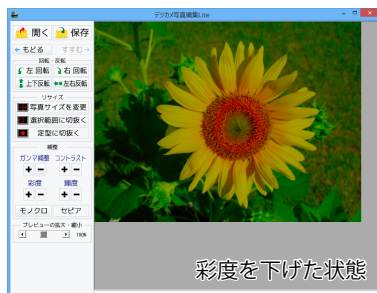 デジカメ写真編集Lite
開く 保存
もどる すすむ
回転・反転
左 回転 右 回転
上下反転 左右反転
リサイズ
写真サイズを変更
選択範囲に切抜く
定型に切抜く
補整
ガンマ補整 コントラスト
+ - + -
彩度 輝度
+ - + -
モノクロ セピア
プレビューの拡大・縮小
100%
彩度を下げた状態